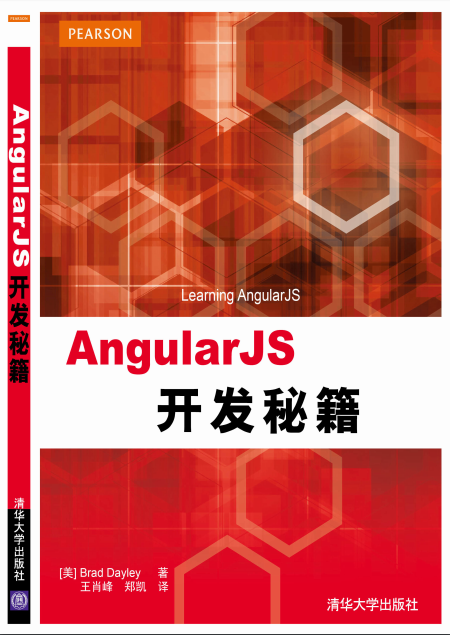 PEARSON
AngularJS开发秘籍
清华大学出版社
PEARSON
Learning AngularJS
AngularJS
开发秘籍
[美] Brad Dayley 著
王肖峰 郑凯 译
清华大学出版社